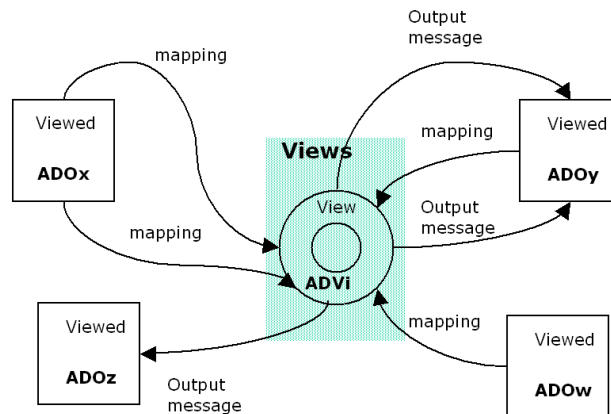 Output
message
mapping
Viewed
ADOx
Viewed
ADOy
mapping
Views
View
ADVi
Output
message
mapping
mapping
Viewed
ADOz
Viewed
ADOw
Output
message